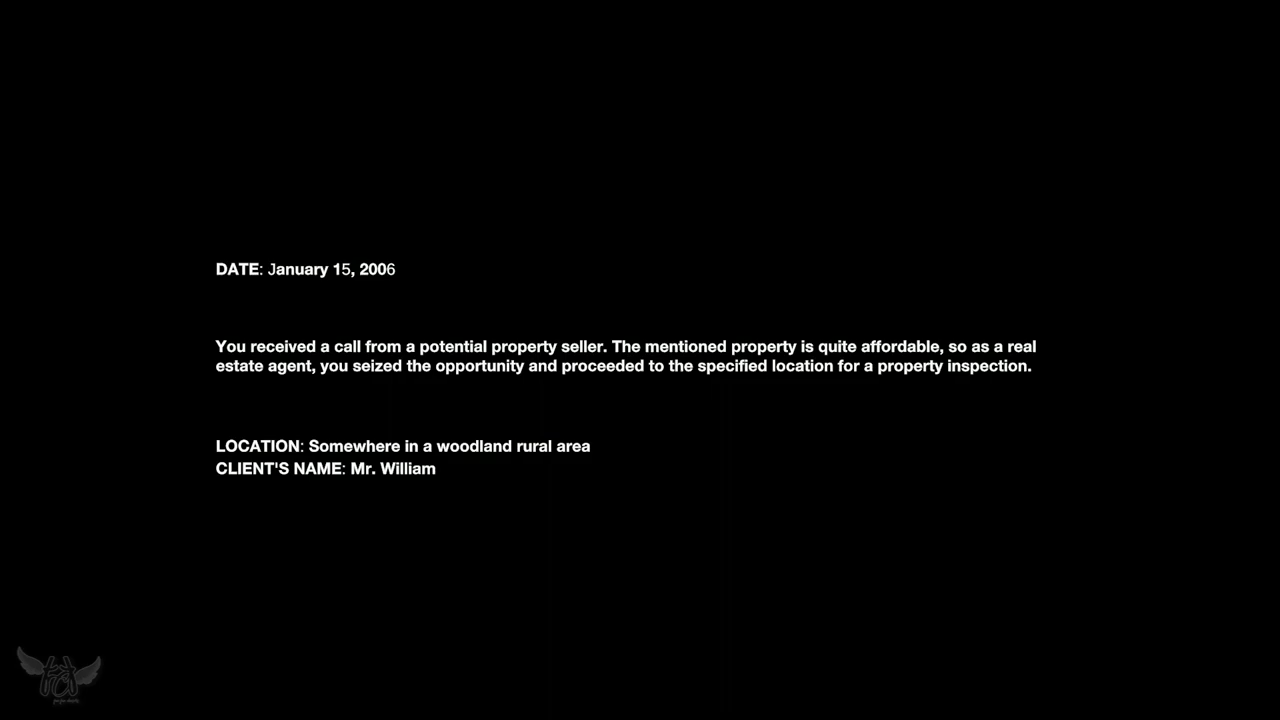 DATE: January 15, 2006
You received a call from a potential property seller. The mentioned property is quite affordable, so as a real
estate agent, you seized the opportunity and proceeded to the specified location for a property inspection.
LOCATION: Somewhere in a woodland rural area
CLIENT'S NAME: Mr. William